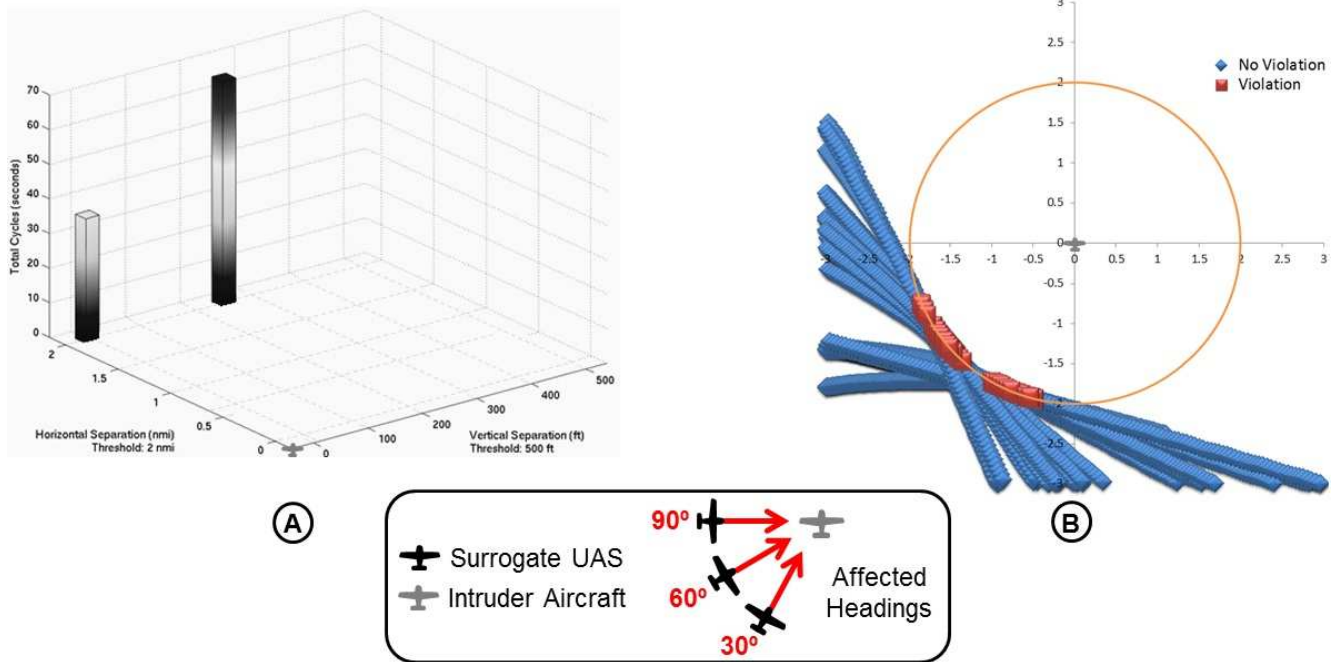 70
60
50
40
30
20
10
0
Total Cycles (seconds)
2
1.5
1
0.5
0
Horizontal Separation (nmi)
Threshold: 2 nmi
0
100
200
300
400
500
Vertical Separation (ft)
Threshold: 500 ft
A
3
2.5
2
1.5
1
0.5
0
-0.5
-1
-1.5
-2
-2.5
-3
-3
-1.5
-1
-0.5
0
0.5
1
1.5
2
2.5
3
No Violation
Violation
B
Surrogate UAS
Intruder Aircraft
90º
60º
30º
Affected
Headings